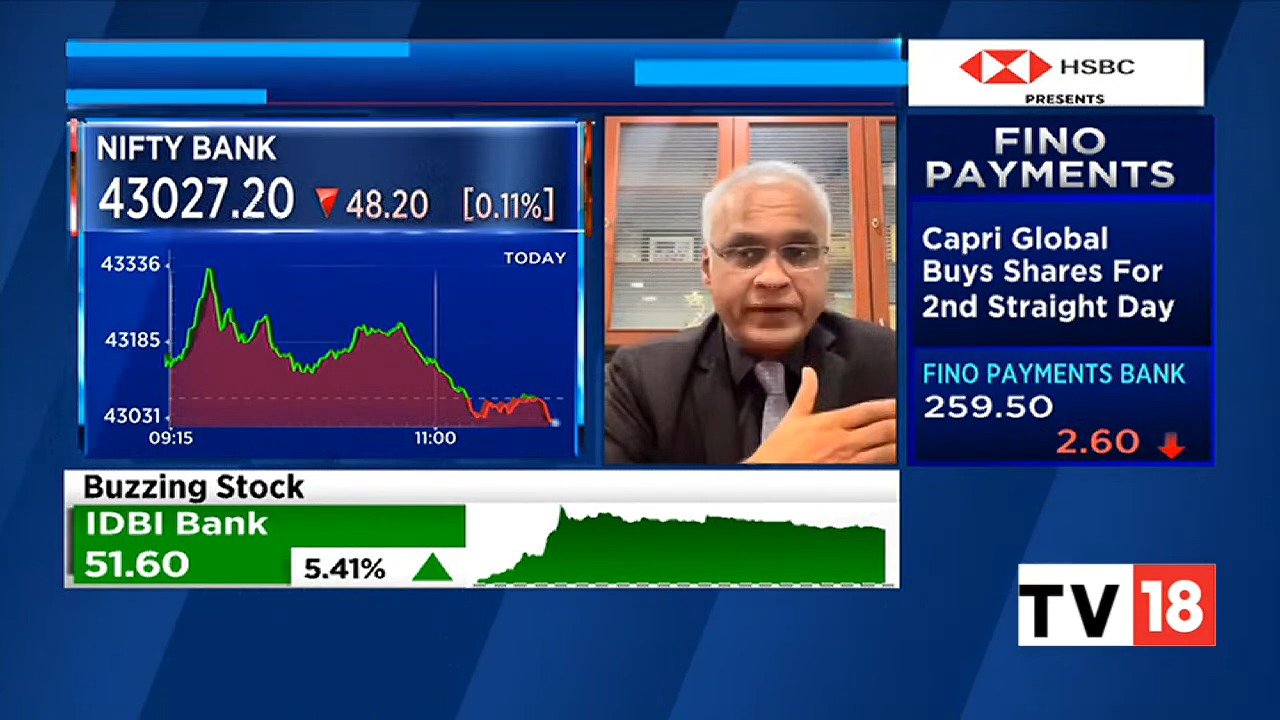 HSBC
PRESENTS
NIFTY BANK
43027.20 ▼ 48.20 [0.11%]
TODAY
43336
43185
43031
09:15 11:00
FINO
PAYMENTS
Capri Global
Buys Shares For
2nd Straight Day
FINO PAYMENTS BANK
259.50
2.60
Buzzing Stock
IDBI Bank
51.60 5.41%
TV18